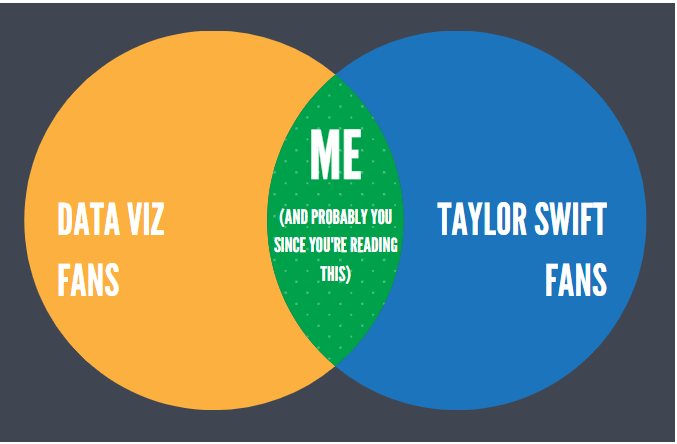 DATA VIZ
FANS
ME
(AND PROBABLY YOU
SINCE YOU'RE READING
THIS)
TAYLOR SWIFT
FANS